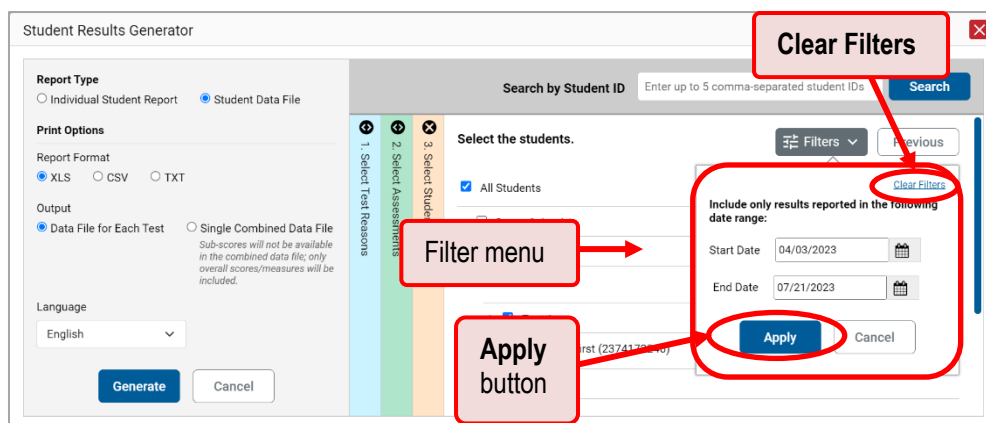 Student Results Generator
Clear Filters
Report Type
Individual Student Report
Student Data File
Print Options
Report Format
XLS
CSV
TXT
Output
Data File for Each Test
Single Combined Data File
Sub-scores will not be available
in the combined data file; only
overall scores/measures will be
included.
Language
English
Generate
Cancel
1. Select Test Reasons
2. Select Assessments
3. Select
Search by Student ID
Enter up to 5 comma-separated student IDs
Search
Select the students.
Filters
All Students
Clear Filters
Include only results reported in the following
date range:
Start Date
04/03/2023
End Date
07/21/2023
Apply
Cancel
Filter menu
Apply
button